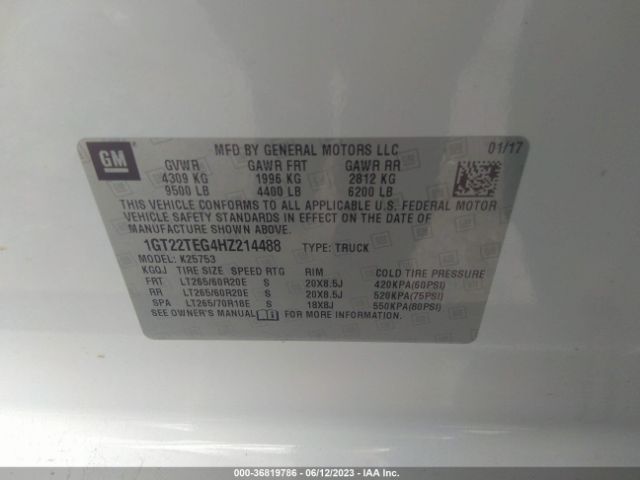 GM
MFD BY GENERAL MOTORS LLC 01/17
GVWR GAWR FRT GAWR RR
4309 KG 1996 KG 2812 KG
9500 LB 4400 LB 6200 LB
THIS VEHICLE CONFORMS TO ALL APPLICABLE U.S. FEDERAL MOTOR
VEHICLE SAFETY STANDARDS IN EFFECT ON THE DATE OF
MANUFACTURE SHOWN ABOVE.
1GT22TEG4HZ214488 TYPE: TRUCK
MODEL: K25753
KGQJ TIRE SIZE SPEED RTG RIM COLD TIRE PRESSURE
FRT LT265/60R20E S 20X8.5J 420KPA(60PSI)
RR LT265/60R20E S 20X8.5J 520KPA(75PSI)
SPA LT265/70R18E S 18X8J 550KPA(80PSI)
SEE OWNER'S MANUAL FOR MORE INFORMATION.
000-36819786 - 06/12/2023 - IAA Inc.